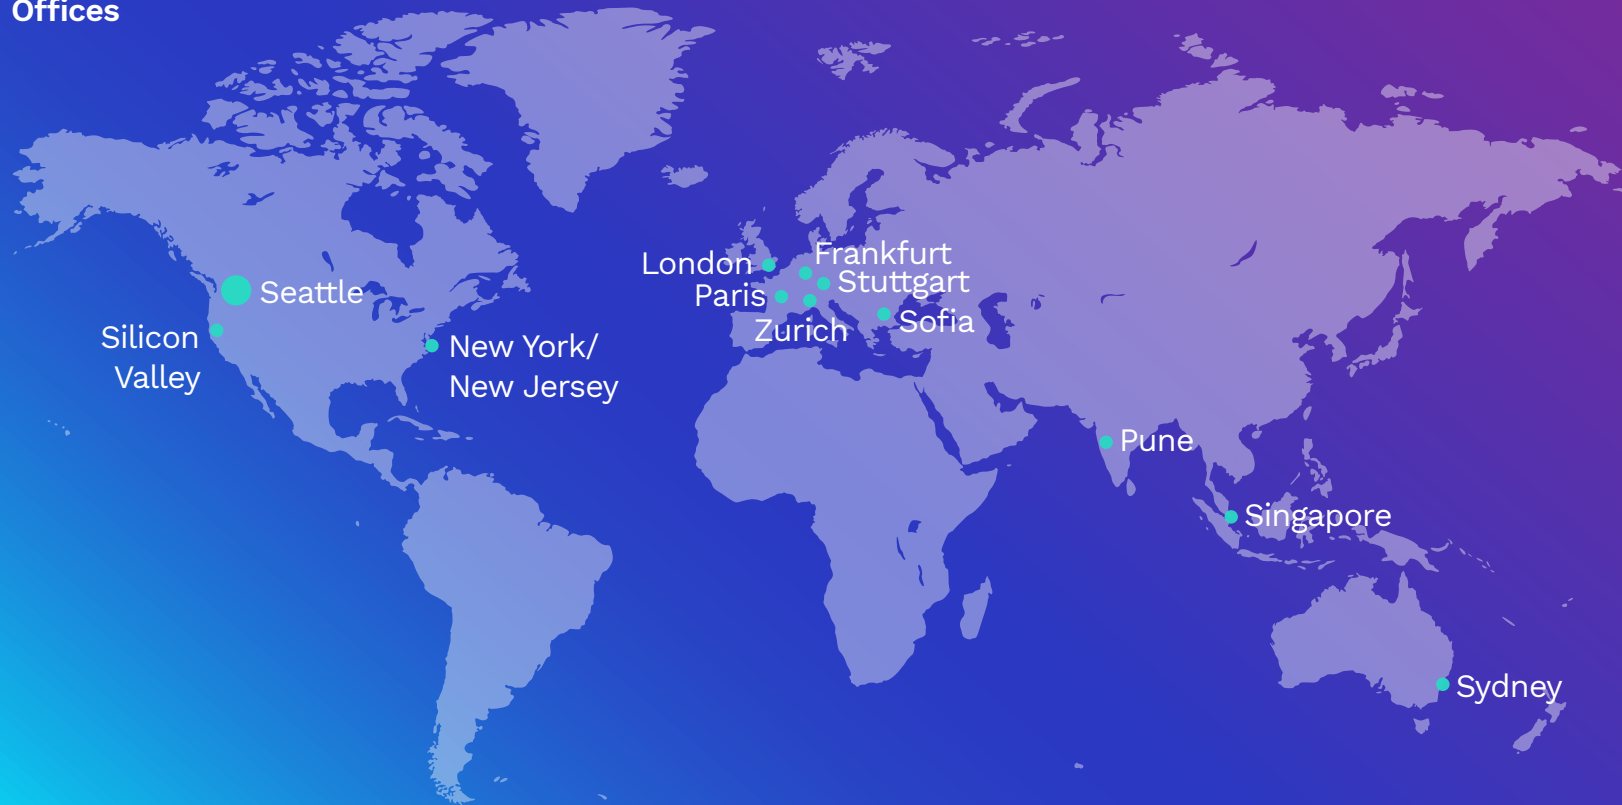 Offices
Seattle
Silicon
Valley
New York/
New Jersey
London
Paris
Frankfurt
Stuttgart
Zurich
Sofia
Pune
Singapore
Sydney